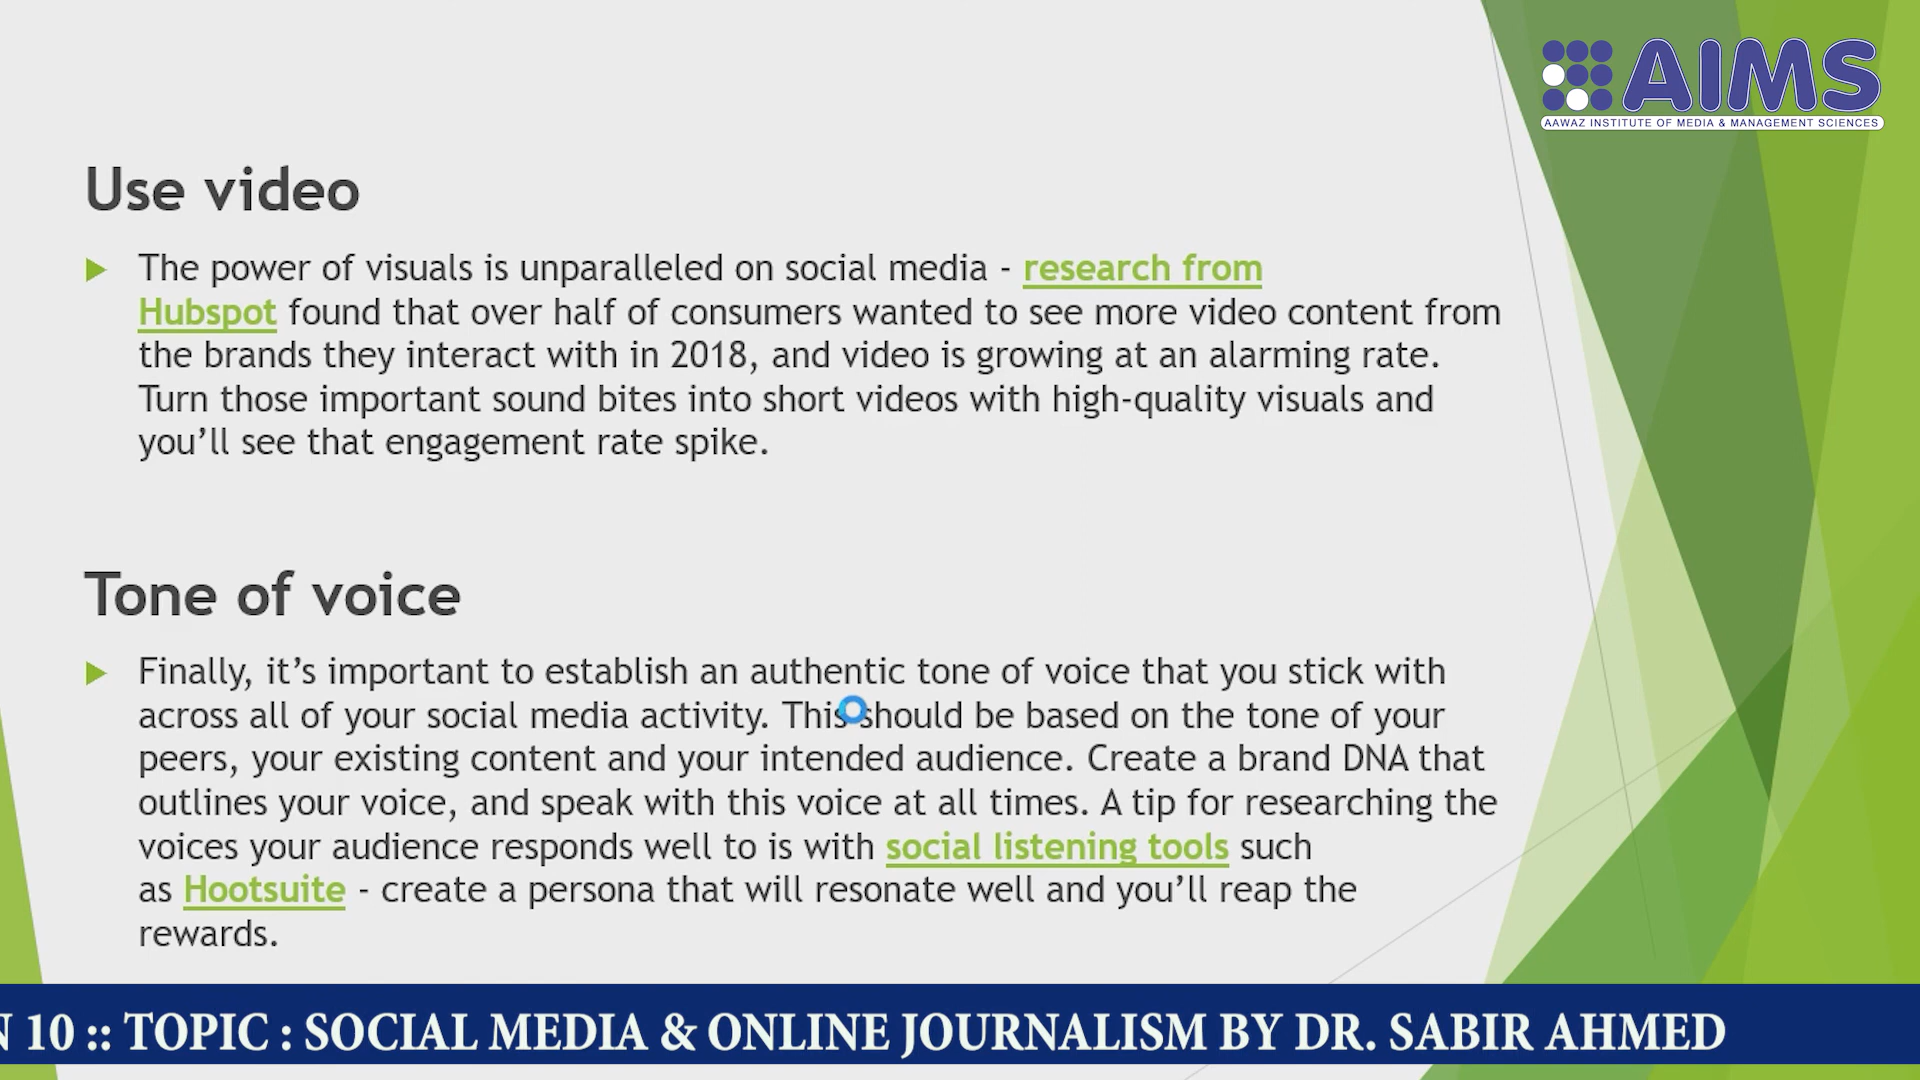 AIMS
AAWAZ INSTITUTE OF MEDIA & MANAGEMENT SCIENCES
Use video
The power of visuals is unparalleled on social media - research from
Hubspot found that over half of consumers wanted to see more video content from
the brands they interact with in 2018, and video is growing at an alarming rate.
Turn those important sound bites into short videos with high-quality visuals and
you’ll see that engagement rate spike.
Tone of voice
Finally, it’s important to establish an authentic tone of voice that you stick with
across all of your social media activity. This should be based on the tone of your
peers, your existing content and your intended audience. Create a brand DNA that
outlines your voice, and speak with this voice at all times. A tip for researching the
voices your audience responds well to is with social listening tools such
as Hootsuite - create a persona that will resonate well and you’ll reap the
rewards.
N 10 :: TOPIC : SOCIAL MEDIA & ONLINE JOURNALISM BY DR. SABIR AHMED